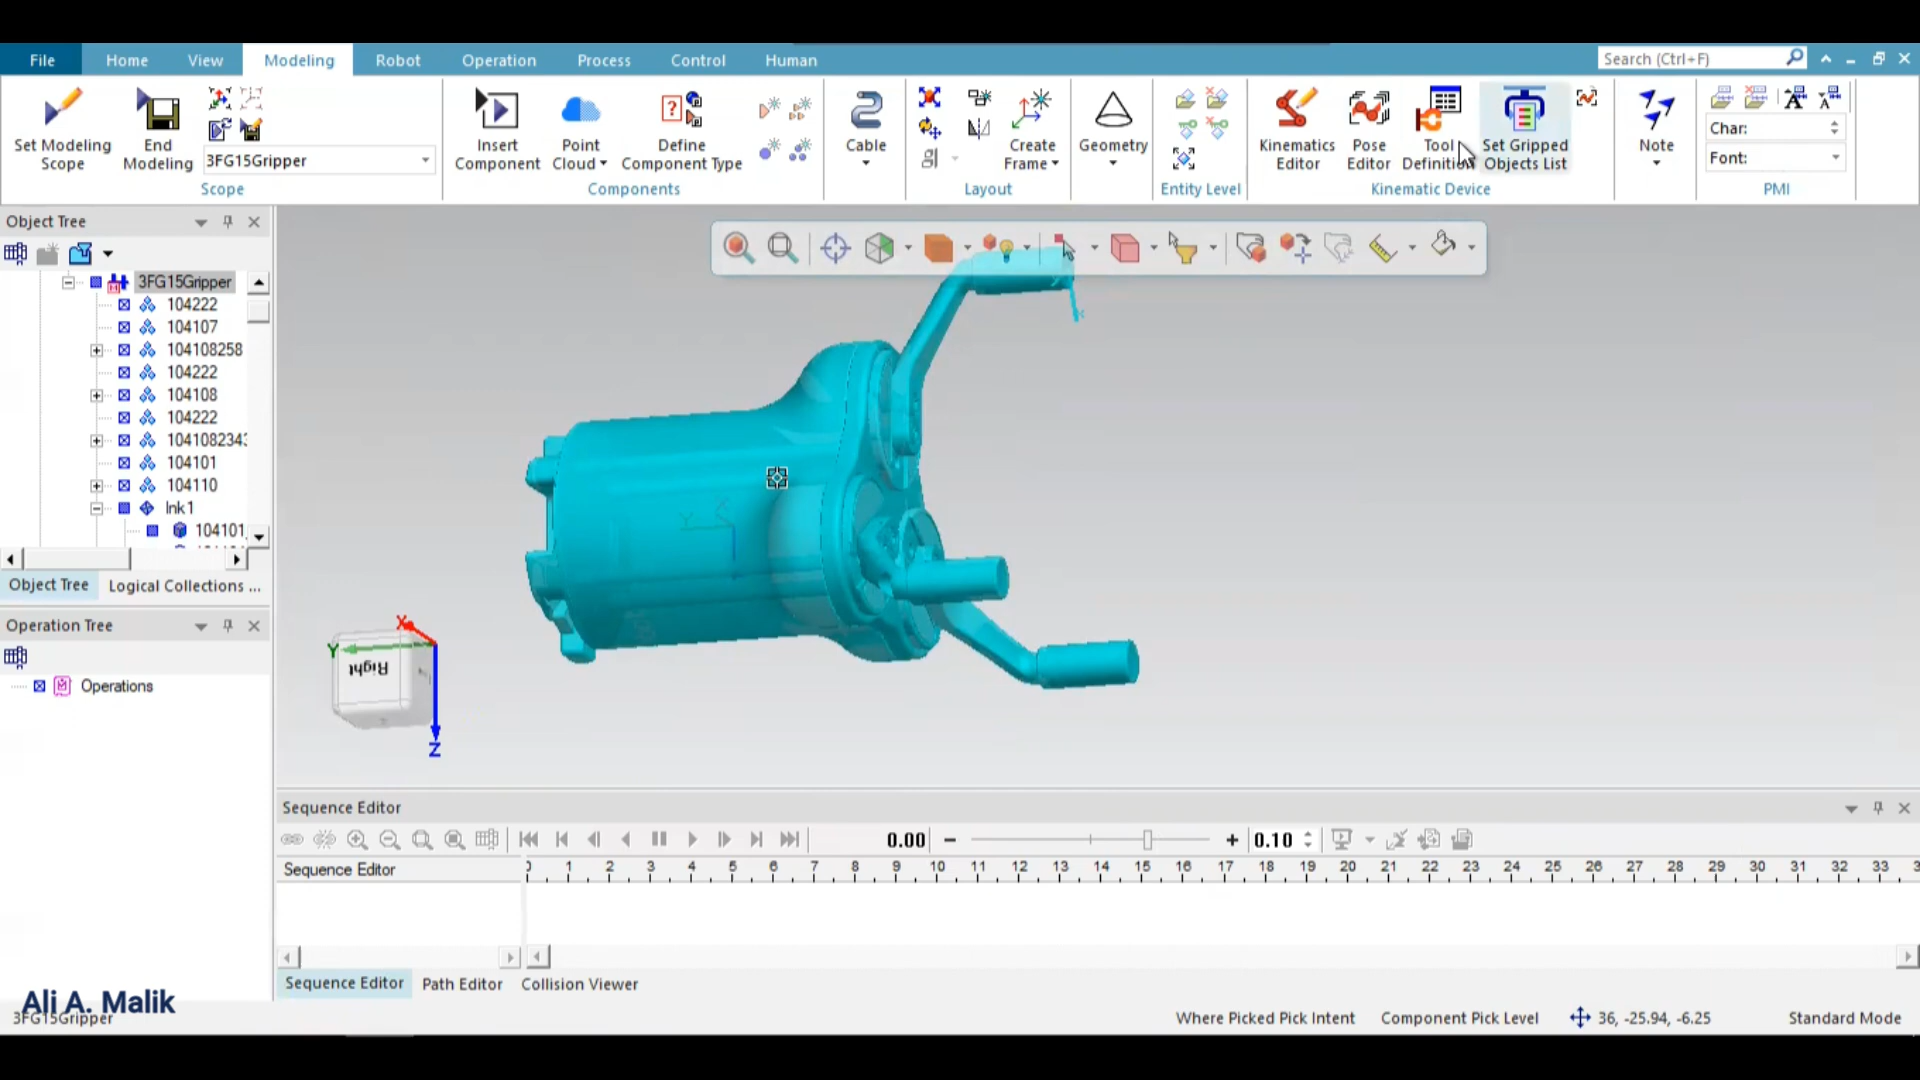 File Home View Modeling Robot Operation Process Control Human Search (Ctrl+F)
Set Modeling Scope
End Modeling
3FG15Gripper
Scope
Insert Component
Point Cloud
Define Component Type
Components
Cable
Create Frame
Layout
Geometry
Entity Level
Kinematics Editor
Pose Editor
Tool Definition
Set Gripped Objects List
Kinematic Device
Note
Char:
Font:
PMI
Object Tree
3FG15Gripper
104222
104107
104108258
104222
104108
104222
104108234
104101
104110
lnk1
104101
Object Tree Logical Collections ...
Operation Tree
Operations
X
Y
Z
Right
Sequence Editor
0.00 0.10
Sequence Editor
1 2 3 4 5 6 7 8 9 10 11 12 13 14 15 16 17 18 19 20 21 22 23 24 25 26 27 28 29 30 31 32 33
Sequence Editor Path Editor Collision Viewer
Ali A. Malik
3FG15Gripper
Where Picked Pick Intent Component Pick Level 36, -25.94, -6.25 Standard Mode